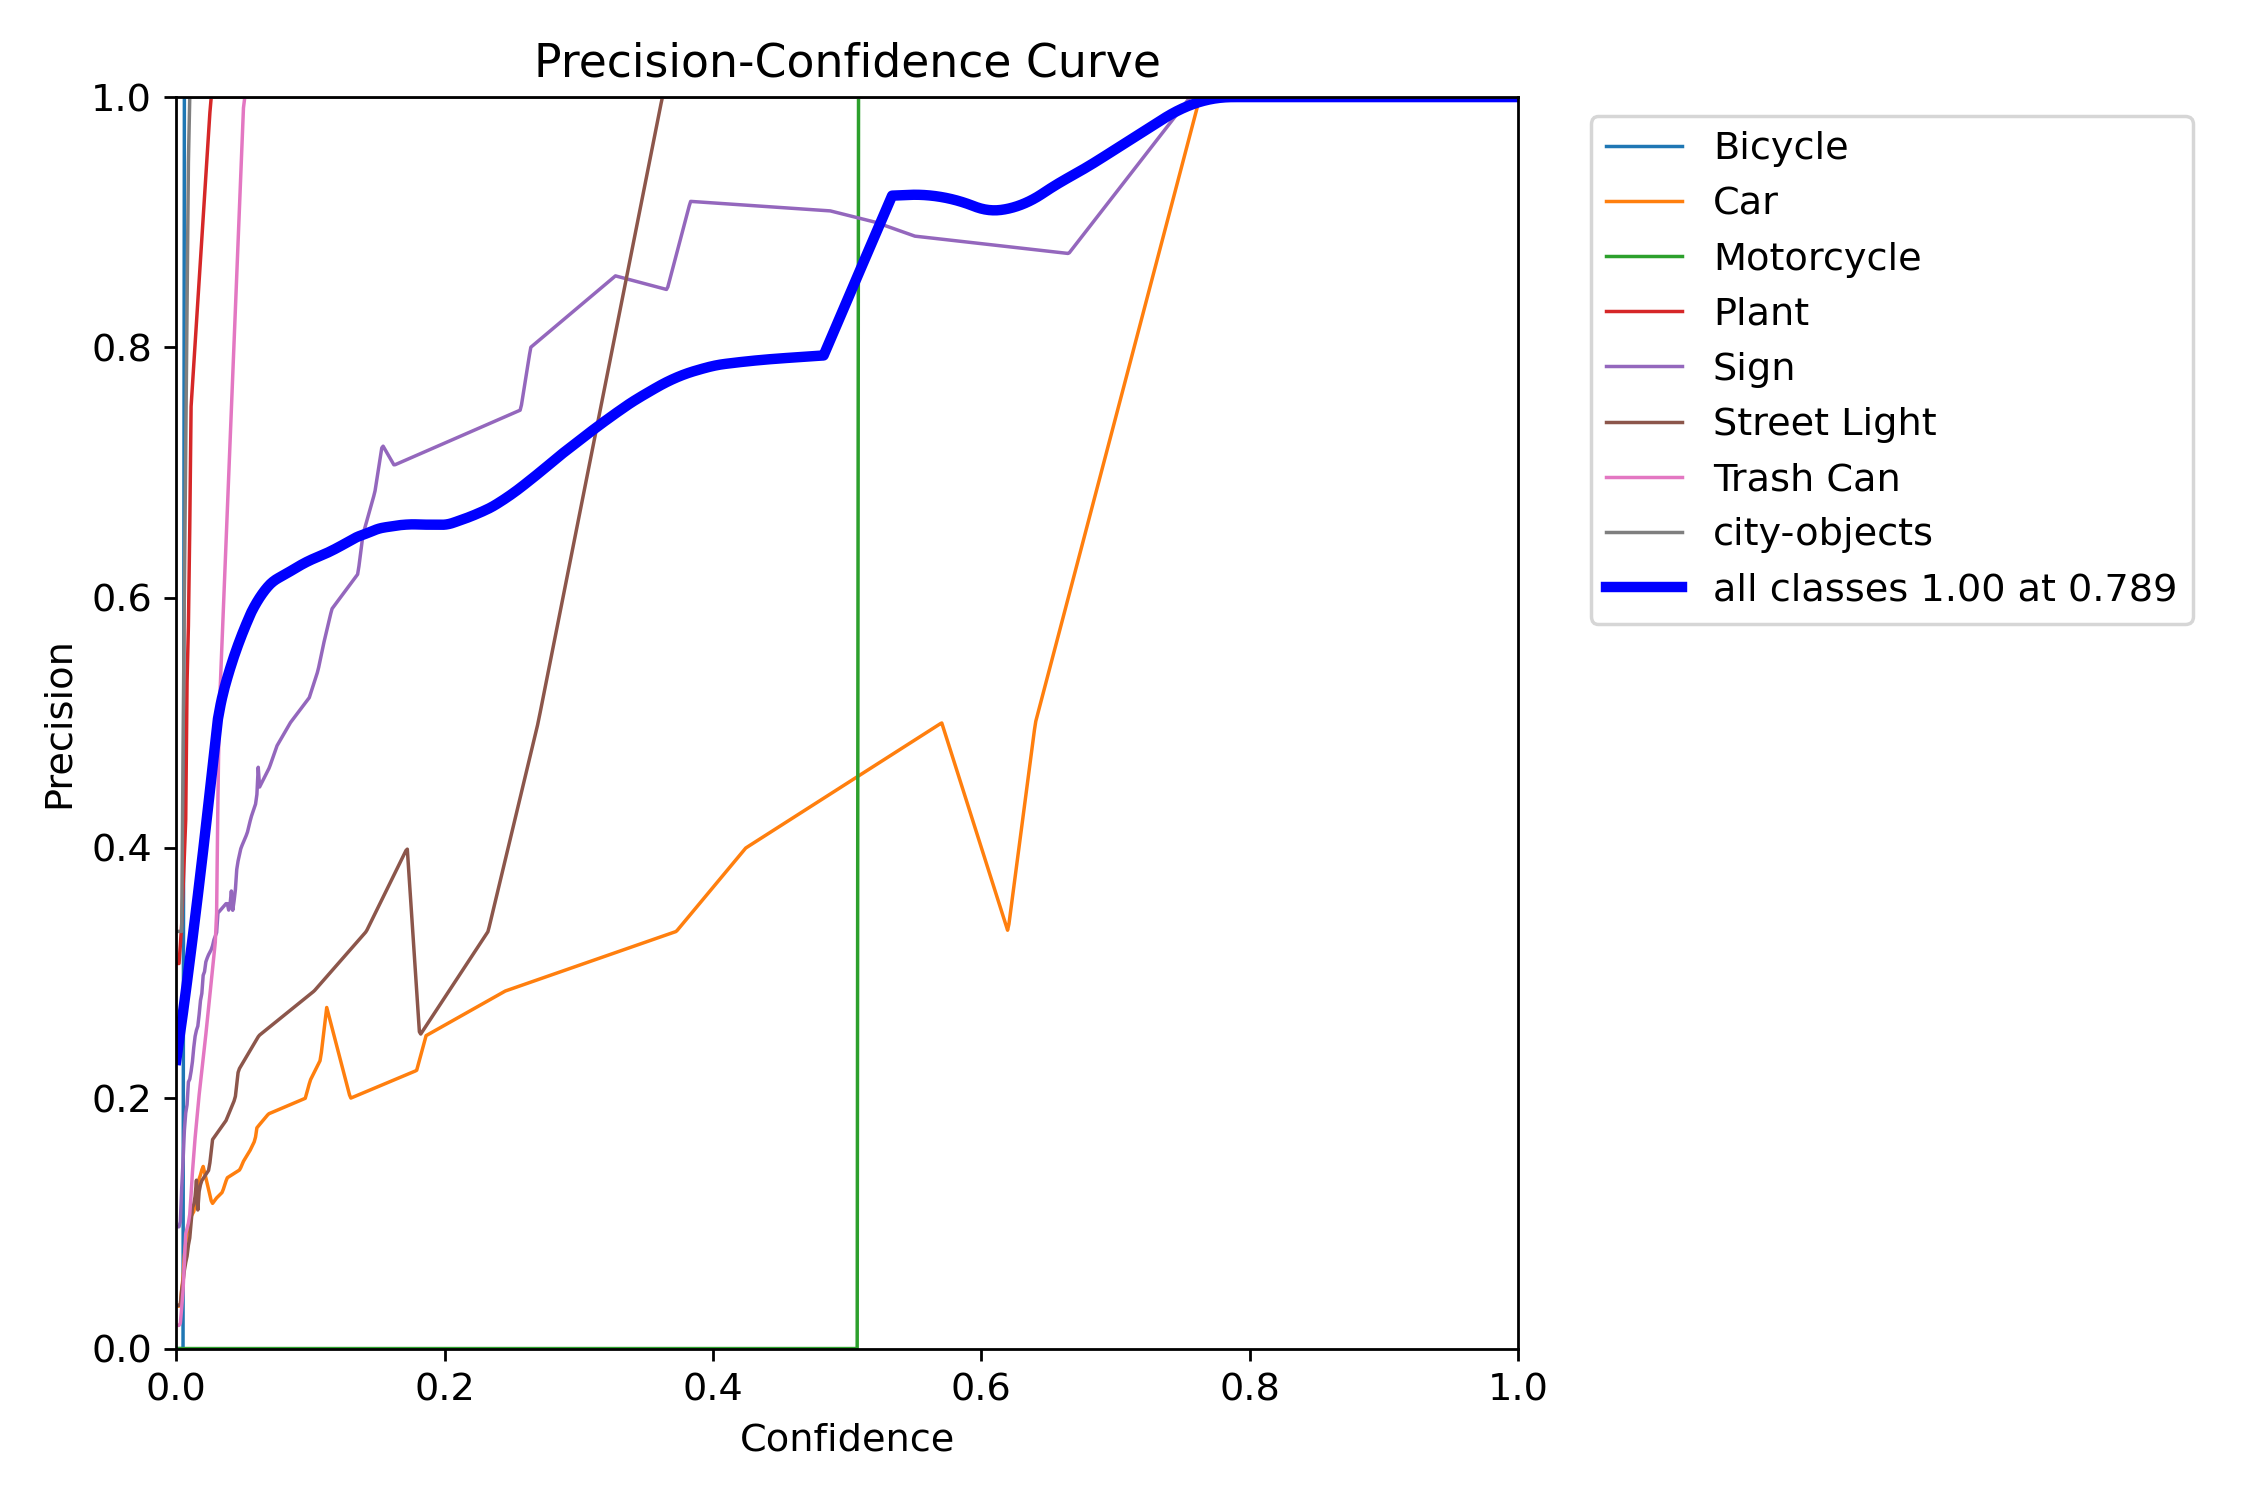 Precision-Confidence Curve
1.0
0.8
0.6
0.4
0.2
0.0
Precision
0.0 0.2 0.4 0.6 0.8 1.0
Confidence
Bicycle
Car
Motorcycle
Plant
Sign
Street Light
Trash Can
city-objects
all classes 1.00 at 0.789